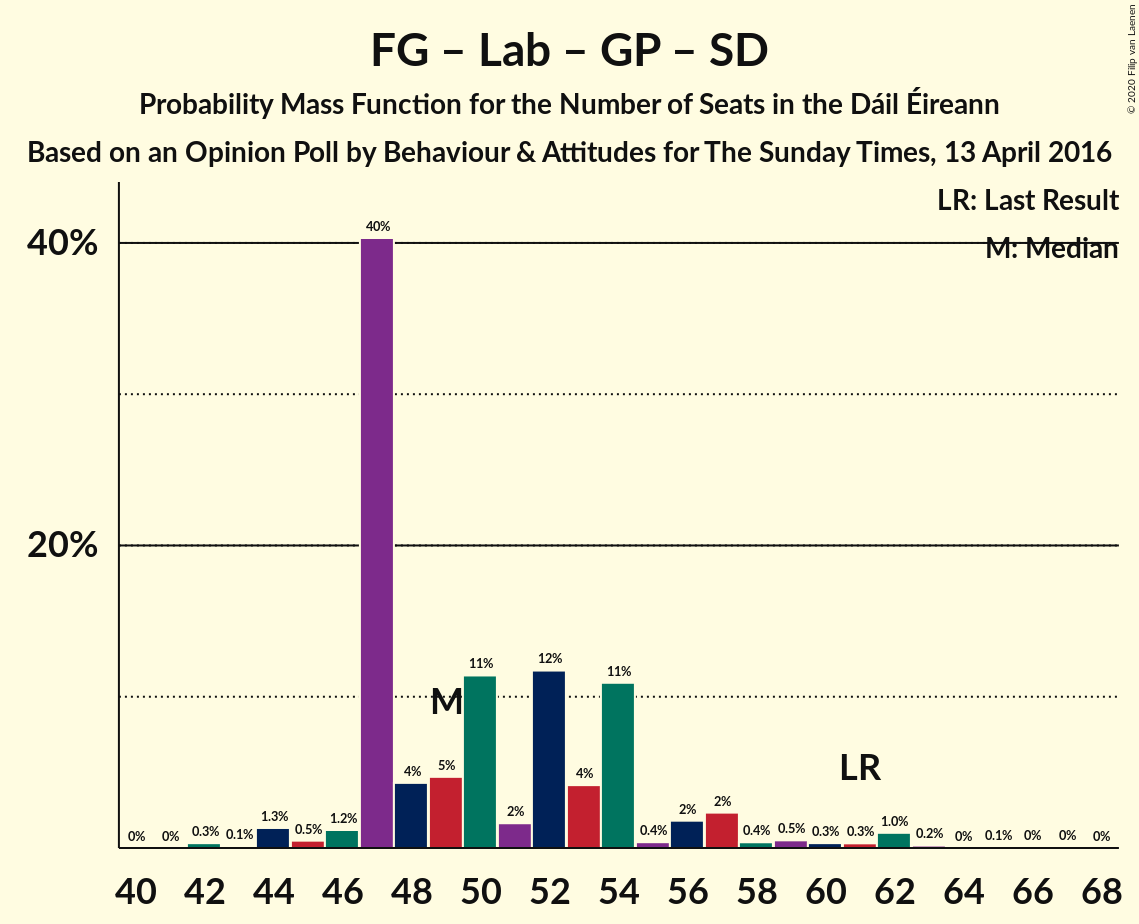 FG – Lab – GP – SD
Probability Mass Function for the Number of Seats in the Dáil Éireann
Based on an Opinion Poll by Behaviour & Attitudes for The Sunday Times, 13 April 2016
© 2020 Filip van Laenen
LR: Last Result
M: Median
40%
20%
0% 0% 0.3% 0.1% 1.3% 0.5% 1.2% 40% 4% 5% 11% 2% 12% 4% 11% 0.4% 2% 2% 0.4% 0.5% 0.3% 0.3% 1.0% 0.2% 0% 0.1% 0% 0% 0%
M
LR
40 42 44 46 48 50 52 54 56 58 60 62 64 66 68